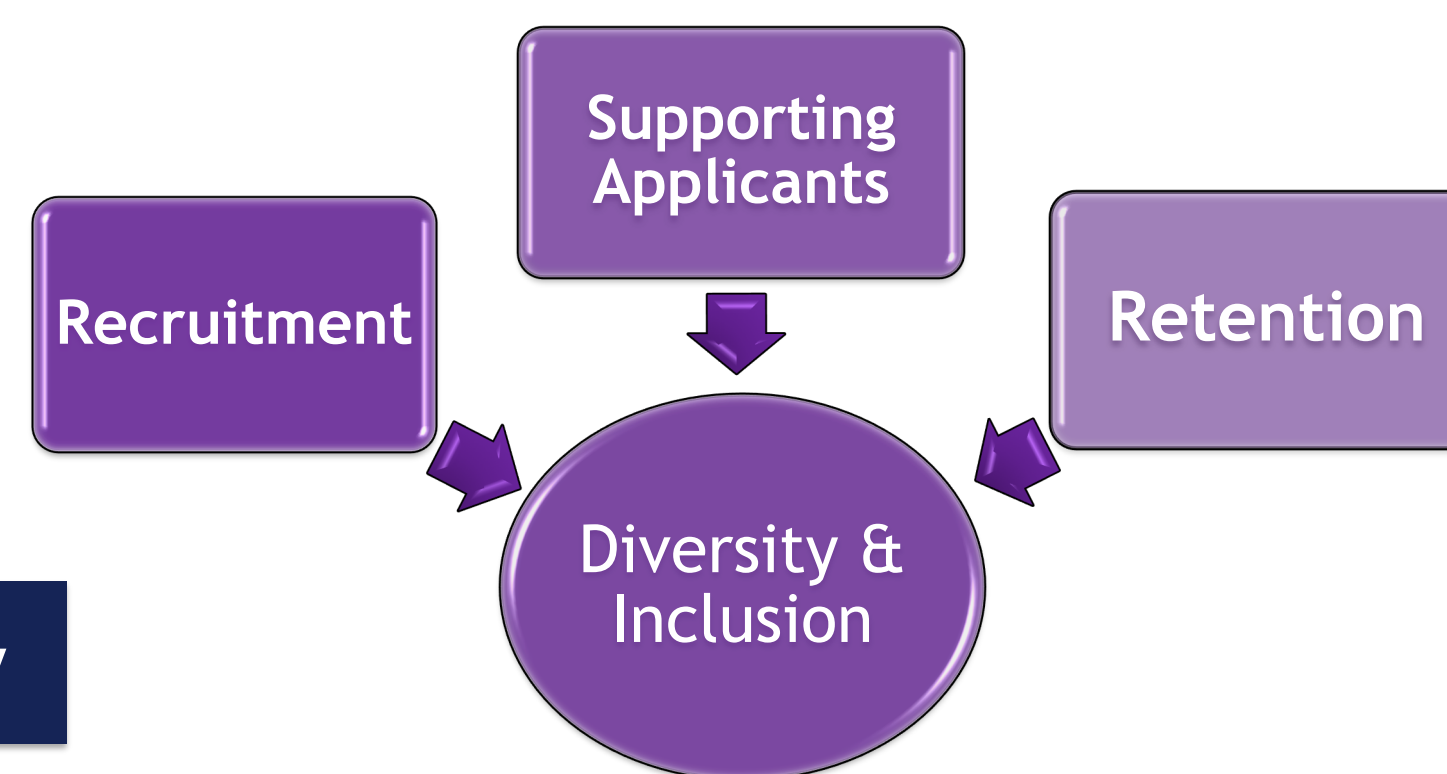 Supporting
Applicants
Recruitment
Retention
Diversity &
Inclusion